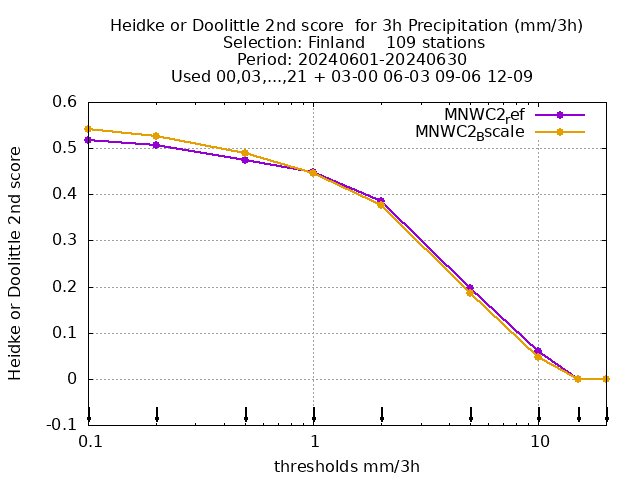 Heidke or Doolittle 2nd score  for 3h Precipitation (mm/3h)
Selection: Finland    109 stations
Period: 20240601-20240630
Used 00,03,...,21 + 03-00 06-03 09-06 12-09
MNWC2ref
MNWC2Bscale
0.6
0.5
0.4
0.3
0.2
0.1
0
-0.1
Heidke or Doolittle 2nd score
0.1
1
10
thresholds mm/3h